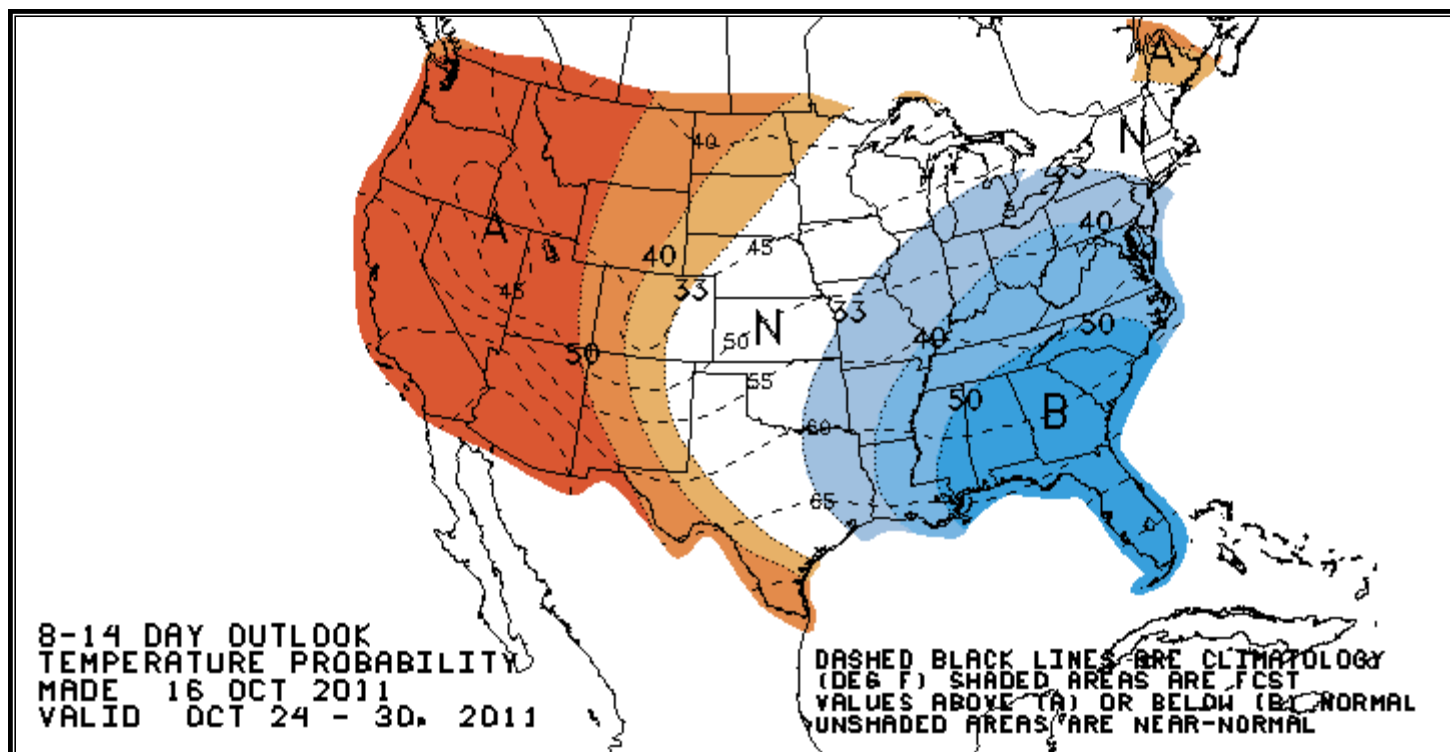 A
N
33
40
40
A
45
40
33
45
33
N
50
40
50
50
55
50
B
60
65
8-14 DAY OUTLOOK
TEMPERATURE PROBABILITY
MADE 16 OCT 2011
VALID OCT 24 - 30, 2011
DASHED BLACK LINES ARE CLIMATOLOGY
(DEG F) SHADED AREAS ARE FCST
VALUES ABOVE (A) OR BELOW (B) NORMAL
UNSHADED AREAS ARE NEAR-NORMAL